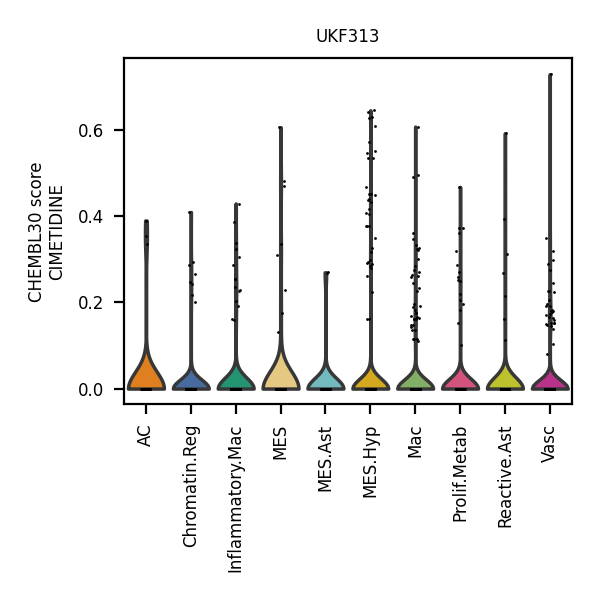 UKF313
CHEMBL30 score
CIMETIDINE
0.6
0.4
0.2
0.0
AC
Chromatin.Reg
Inflammatory.Mac
MES
MES.Ast
MES.Hyp
Mac
Prolif.Metab
Reactive.Ast
Vasc